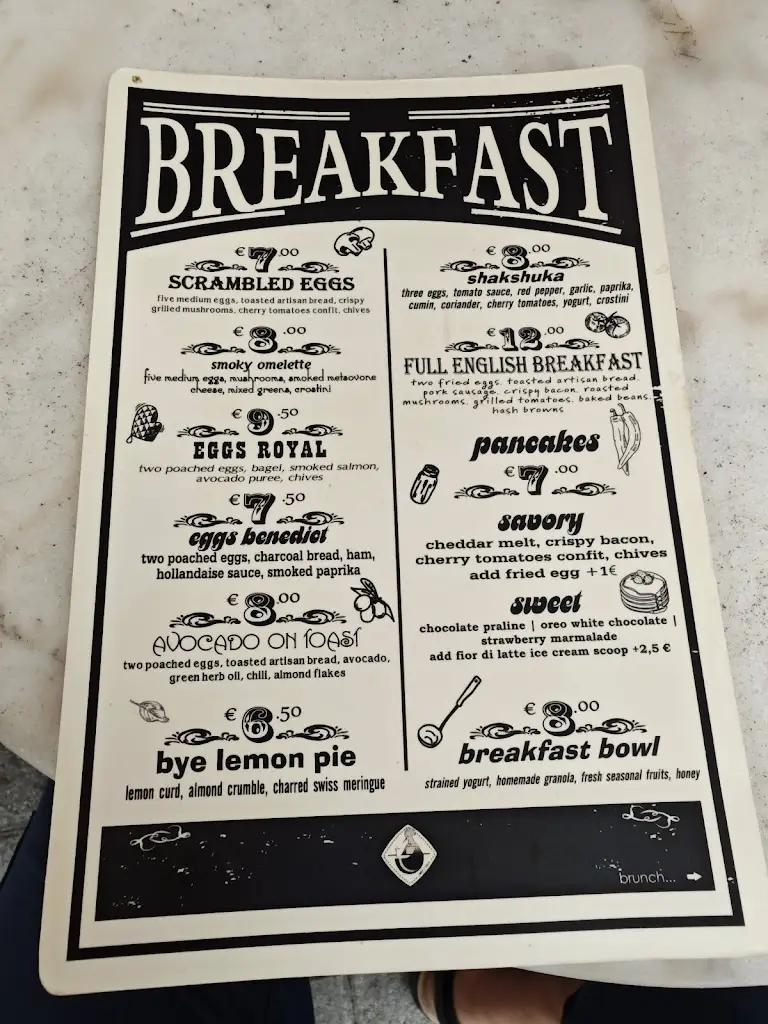 BREAKFAST
€7.00
SCRAMBLED EGGS
five medium eggs, toasted artisan bread, crispy
grilled mushrooms, cherry tomatoes confit, chives
€8.00
smoky omelette
five medium eggs, mushrooms, smoked metsovone
cheese, mixed greens, crostini
€9.50
EGGS ROYAL
two poached eggs, bagel, smoked salmon,
avocado puree, chives
€7.50
eggs benedict
two poached eggs, charcoal bread, ham,
hollandaise sauce, smoked paprika
€8.00
AVOCADO ON TOAST
two poached eggs, toasted artisan bread, avocado,
green herb oil, chili, almond flakes
€6.50
bye lemon pie
lemon curd, almond crumble, charred swiss meringue
€8.00
shakshuka
three eggs, tomato sauce, red pepper, garlic, paprika,
cumin, coriander, cherry tomatoes, yogurt, crostini
€12.00
FULL ENGLISH BREAKFAST
two fried eggs, toasted artisan bread,
pork sausage, crispy bacon, roasted
mushrooms, grilled tomatoes, baked beans,
hash browns
pancakes
€7.00
savory
cheddar melt, crispy bacon,
cherry tomatoes confit, chives
add fried egg +1€
sweet
chocolate praline | oreo white chocolate |
strawberry marmalade
add fior di latte ice cream scoop +2,5 €
€8.00
breakfast bowl
strained yogurt, homemade granola, fresh seasonal fruits, honey
brunch...